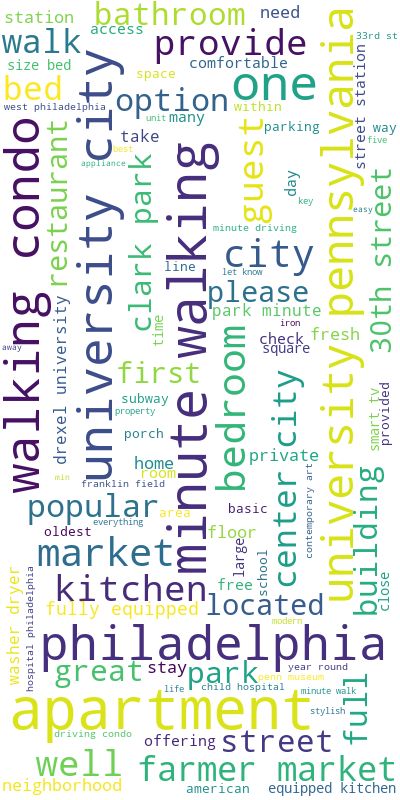 station
bathroom
access
need
33rd st
walk
provide
size bed
comfortable
bed
space
one
west philadelphia
option
within
university city
take
many
parking
way
street station
unit
five
walking condo
restaurant
clark park
appliance
best
minute walking
guest
day
key
easy
university pennsylvania
30th street
minute driving
line
city
let know
please
drexel university
time
park minute
iron
fresh
away
first
check
square
bedroom
center city
subway
property
private
smart tv
provided
porch
home
room
min
franklin field
popular
area
basic
contemporary art
building
everything
oldest
floor
large
market
school
close
kitchen
free
located
washer dryer
hospital philadelphia
fully equipped
modern
philadelphia
great
stay
park
year round
penn museum
life
child hospital
minute walk
full
apartment
stylish
driving condo
offering
street
well
farmer market
neighborhood
american
equipped kitchen